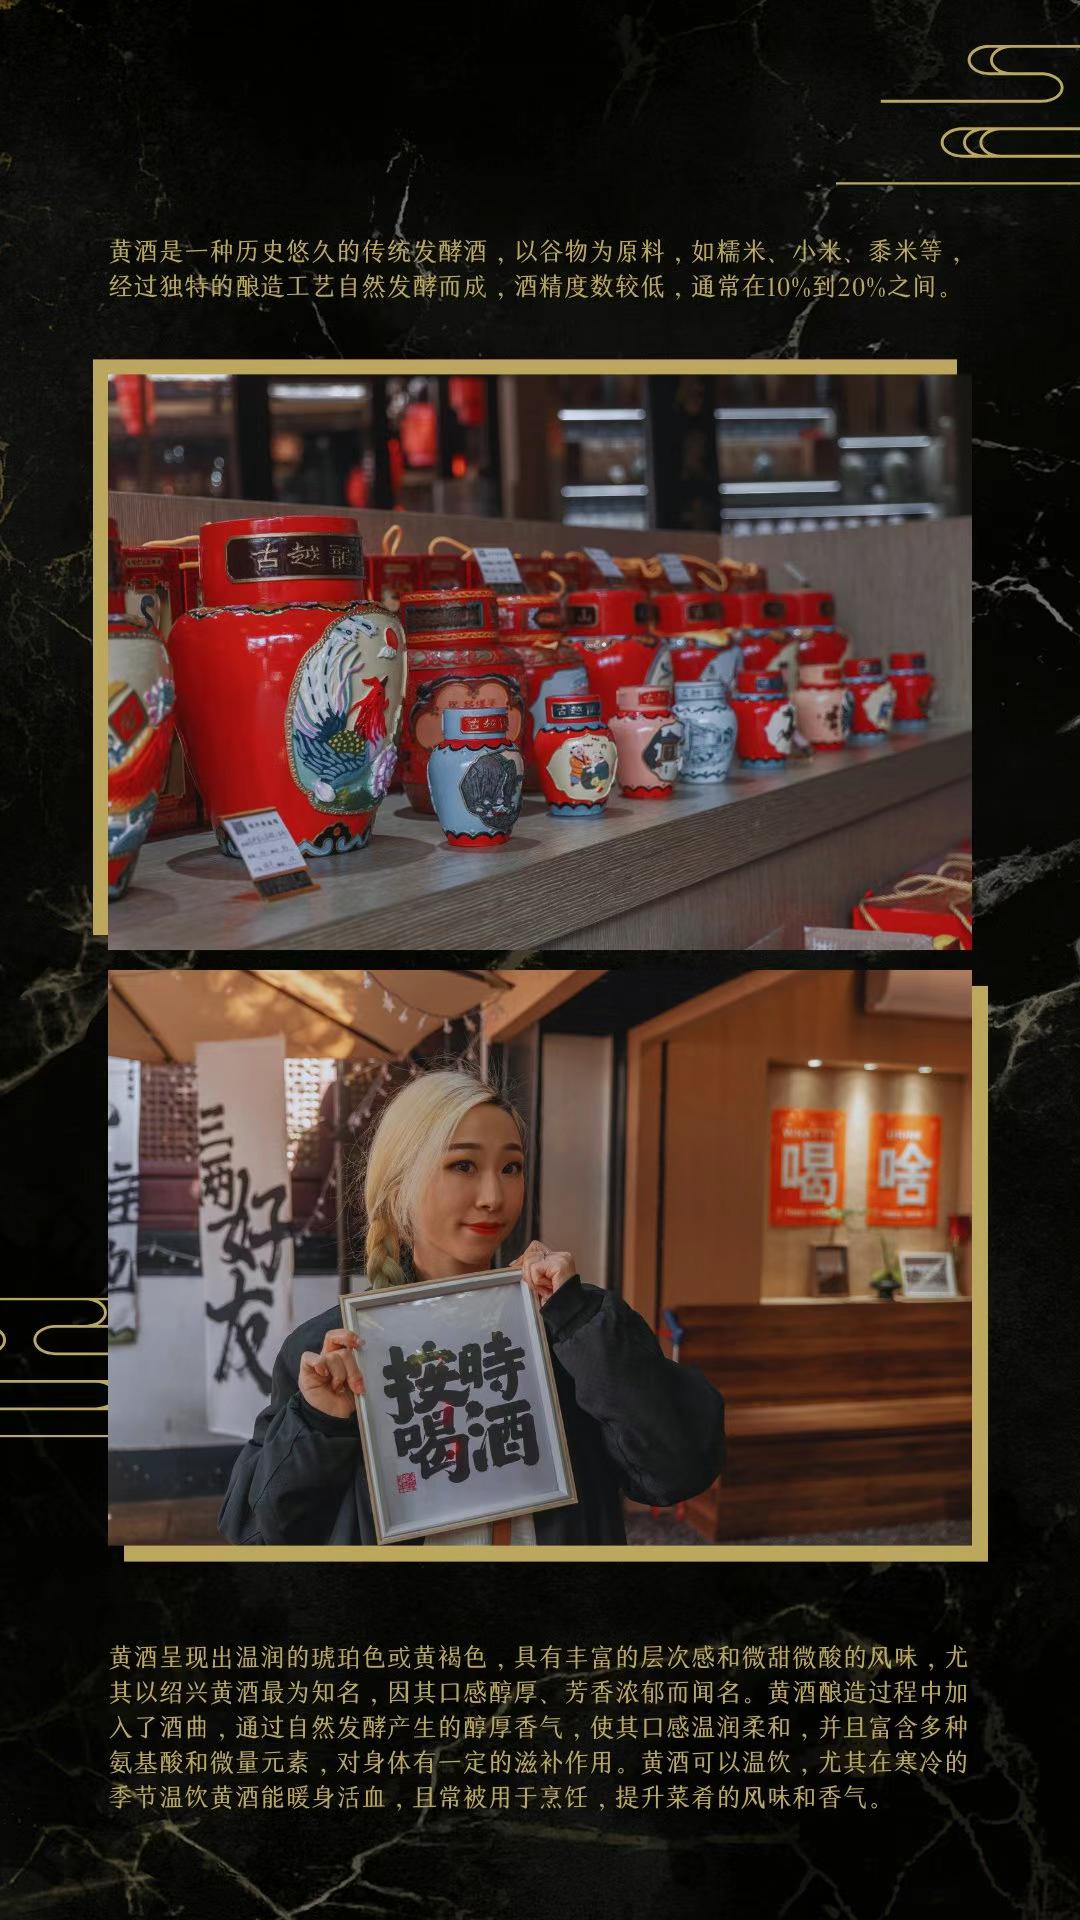 黄酒是一种历史悠久的传统发酵酒，以谷物为原料，如糯米、小米、黍米等，
经过独特的酿造工艺自然发酵而成，酒精度数较低，通常在10%到20%之间。
古越龍
古越
古越龍
三两
好
友
喝
啥
按時
喝酒
黄酒呈现出温润的琥珀色或黄褐色，具有丰富的层次感和微甜微酸的风味，尤
其以绍兴黄酒最为知名，因其口感醇厚、芳香浓郁而闻名。黄酒酿造过程中加
入了酒曲，通过自然发酵产生的醇厚香气，使其口感温润柔和，并且富含多种
氨基酸和微量元素，对身体有一定的滋补作用。黄酒可以温饮，尤其在寒冷的
季节温饮黄酒能暖身活血，且常被用于烹饪，提升菜肴的风味和香气。